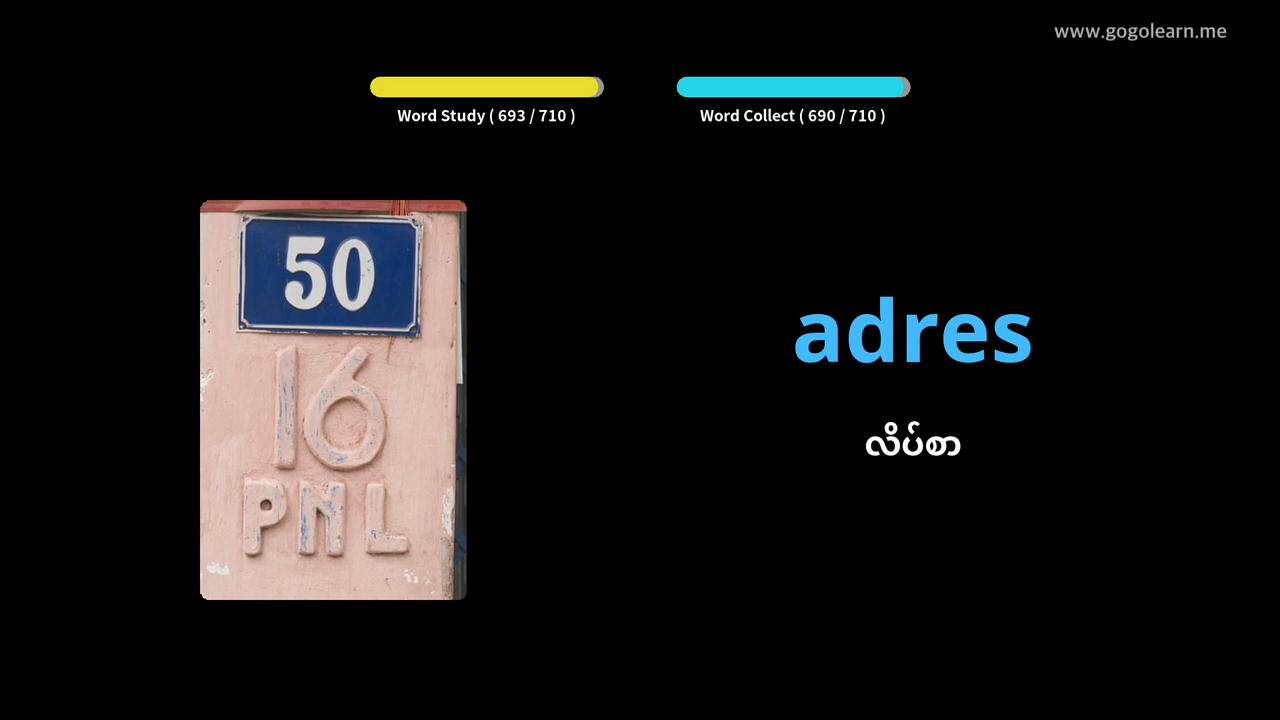 www.gogolearn.me
Word Study ( 693 / 710 )
Word Collect ( 690 / 710 )
50
16
PNL
adres
လိပ်စာ